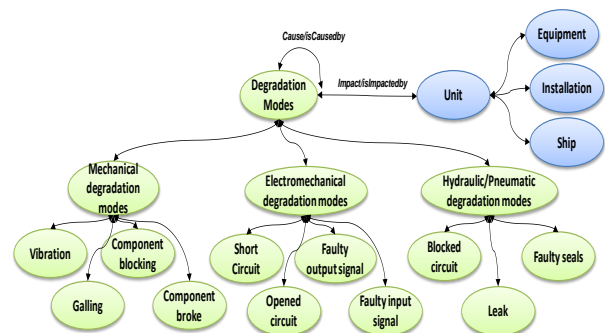 Cause/isCausedby
Equipment
Degradation
Modes
Impact/isImpactedby
Unit
Installation
Ship
Mechanical
degradation
modes
Electromechanical
degradation modes
Hydraulic/Pneumatic
degradation modes
Vibration
Component
blocking
Short
Circuit
Faulty
output signal
Blocked
circuit
Faulty seals
Galling
Component
broke
Opened
circuit
Faulty input
signal
Leak